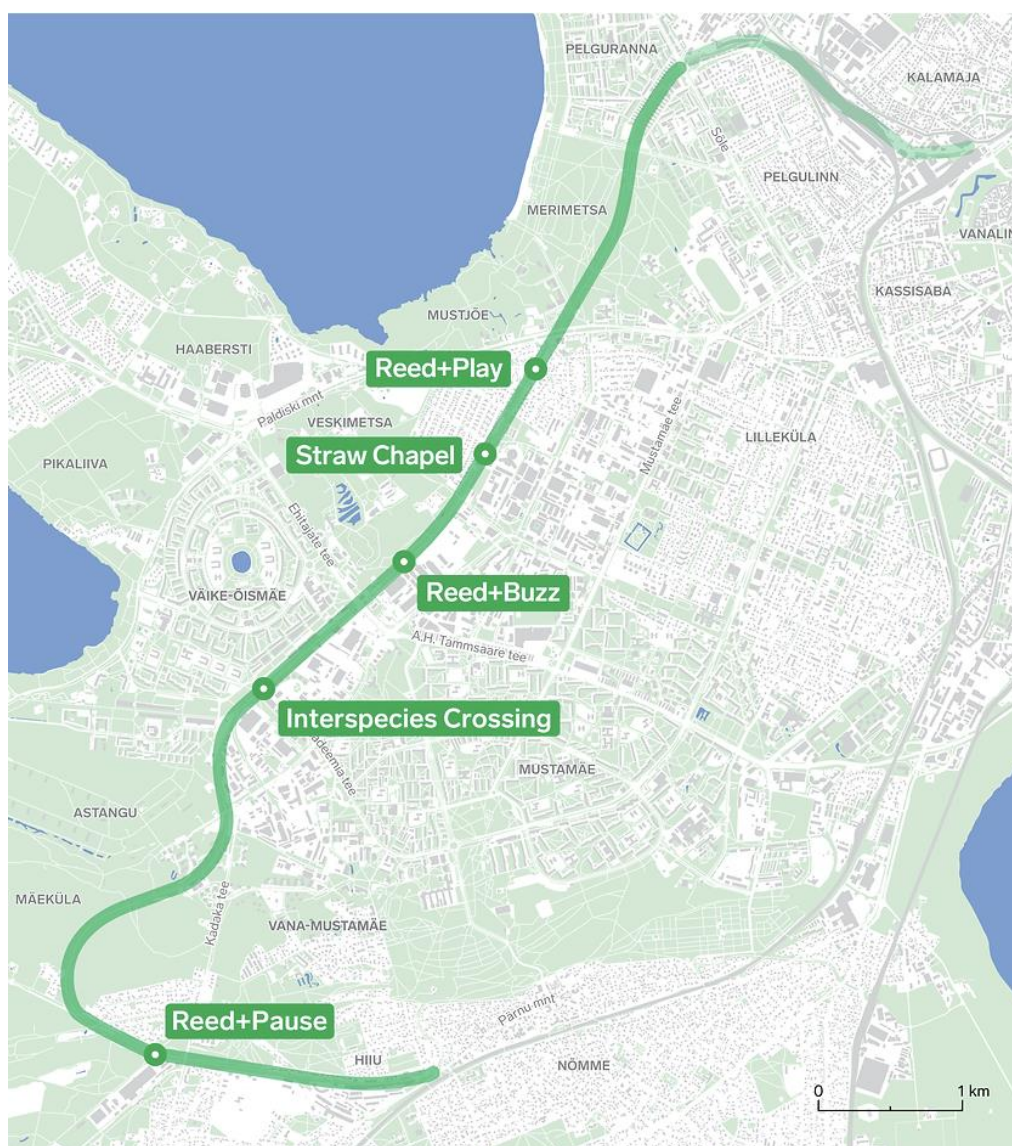 PELGURANNA
KALAMAJA
Sõle
PELGULINN
MERIMETSA
VANALIN
KASSISABA
MUSTJÕE
HAABERSTI
Reed+Play
Paldiski mnt
VESKIMETSA
Mustamäe tee
LILLEKÜLA
Straw Chapel
PIKALIIVA
Ehitajate tee
Reed+Buzz
VÄIKE-ÕISMÄE
A.H. Tammsaare tee
Interspecies Crossing
adeemia tee
MUSTAMÄE
ASTANGU
MÄEKÜLA
Kadaka tee
VANA-MUSTAMÄE
Reed+Pause
Pärnu mnt
HIIU
NÕMME
0 1 km